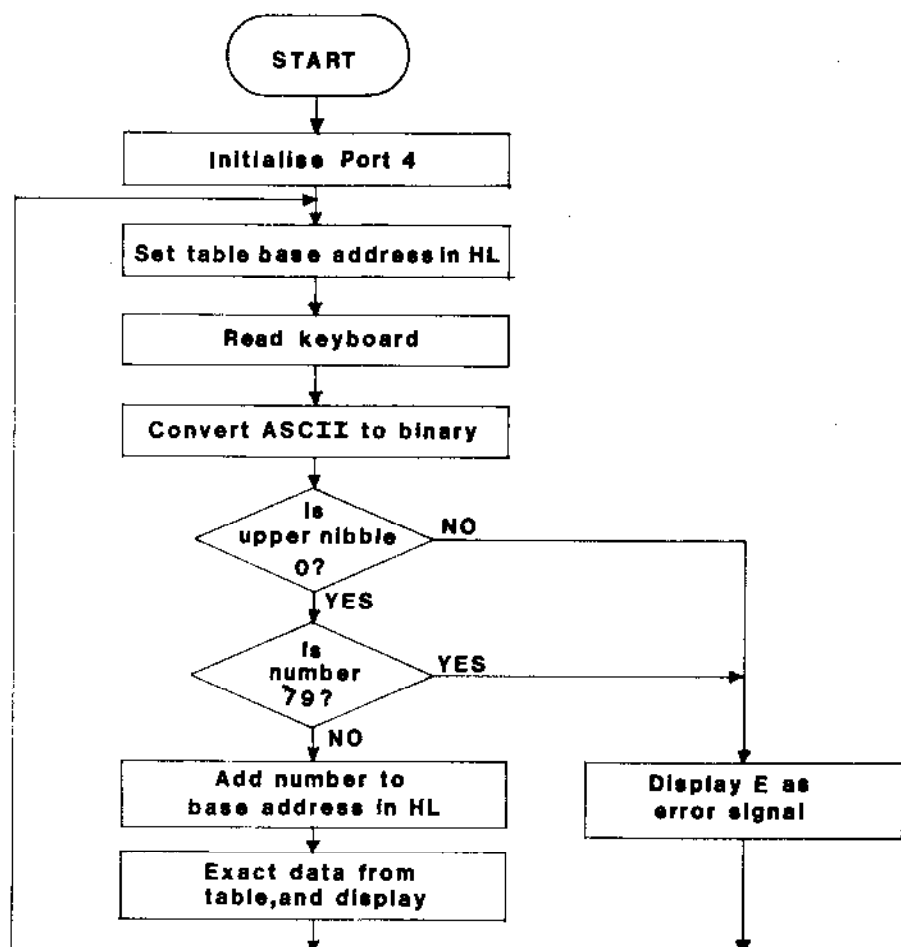 START
Initialise Port 4
Set table base address in HL
Read keyboard
Convert ASCII to binary
Is
upper nibble
0?
NO
YES
Is
number
79?
YES
NO
Add number to
base address in HL
Display E as
error signal
Exact data from
table,and display